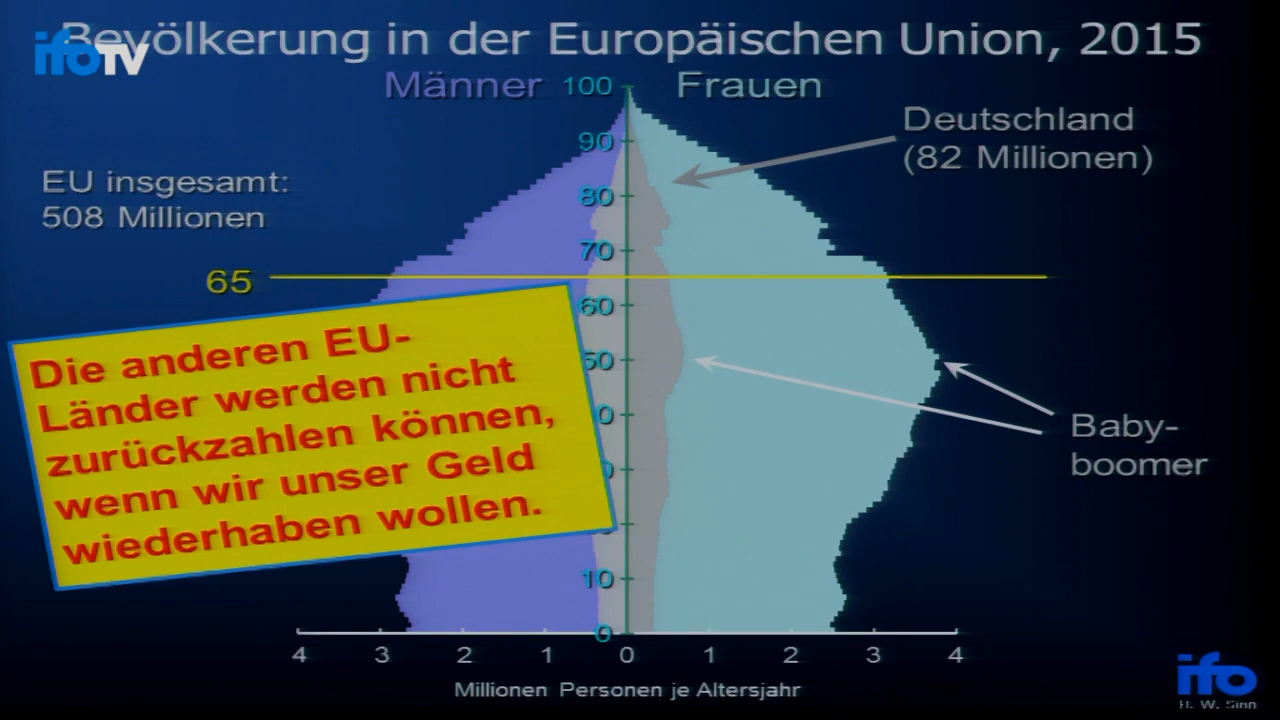 Bevölkerung in der Europäischen Union, 2015
ifoTV
Männer
100
Frauen
Deutschland
(82 Millionen)
90
EU insgesamt:
508 Millionen
80
70
65
60
Die anderen EU-
Länder werden nicht
zurückzahlen können,
wenn wir unser Geld
wiederhaben wollen.
50
Baby-
boomer
10
0
4 3 2 1 0 1 2 3 4
Millionen Personen je Altersjahr
ifo
H. W. Sinn